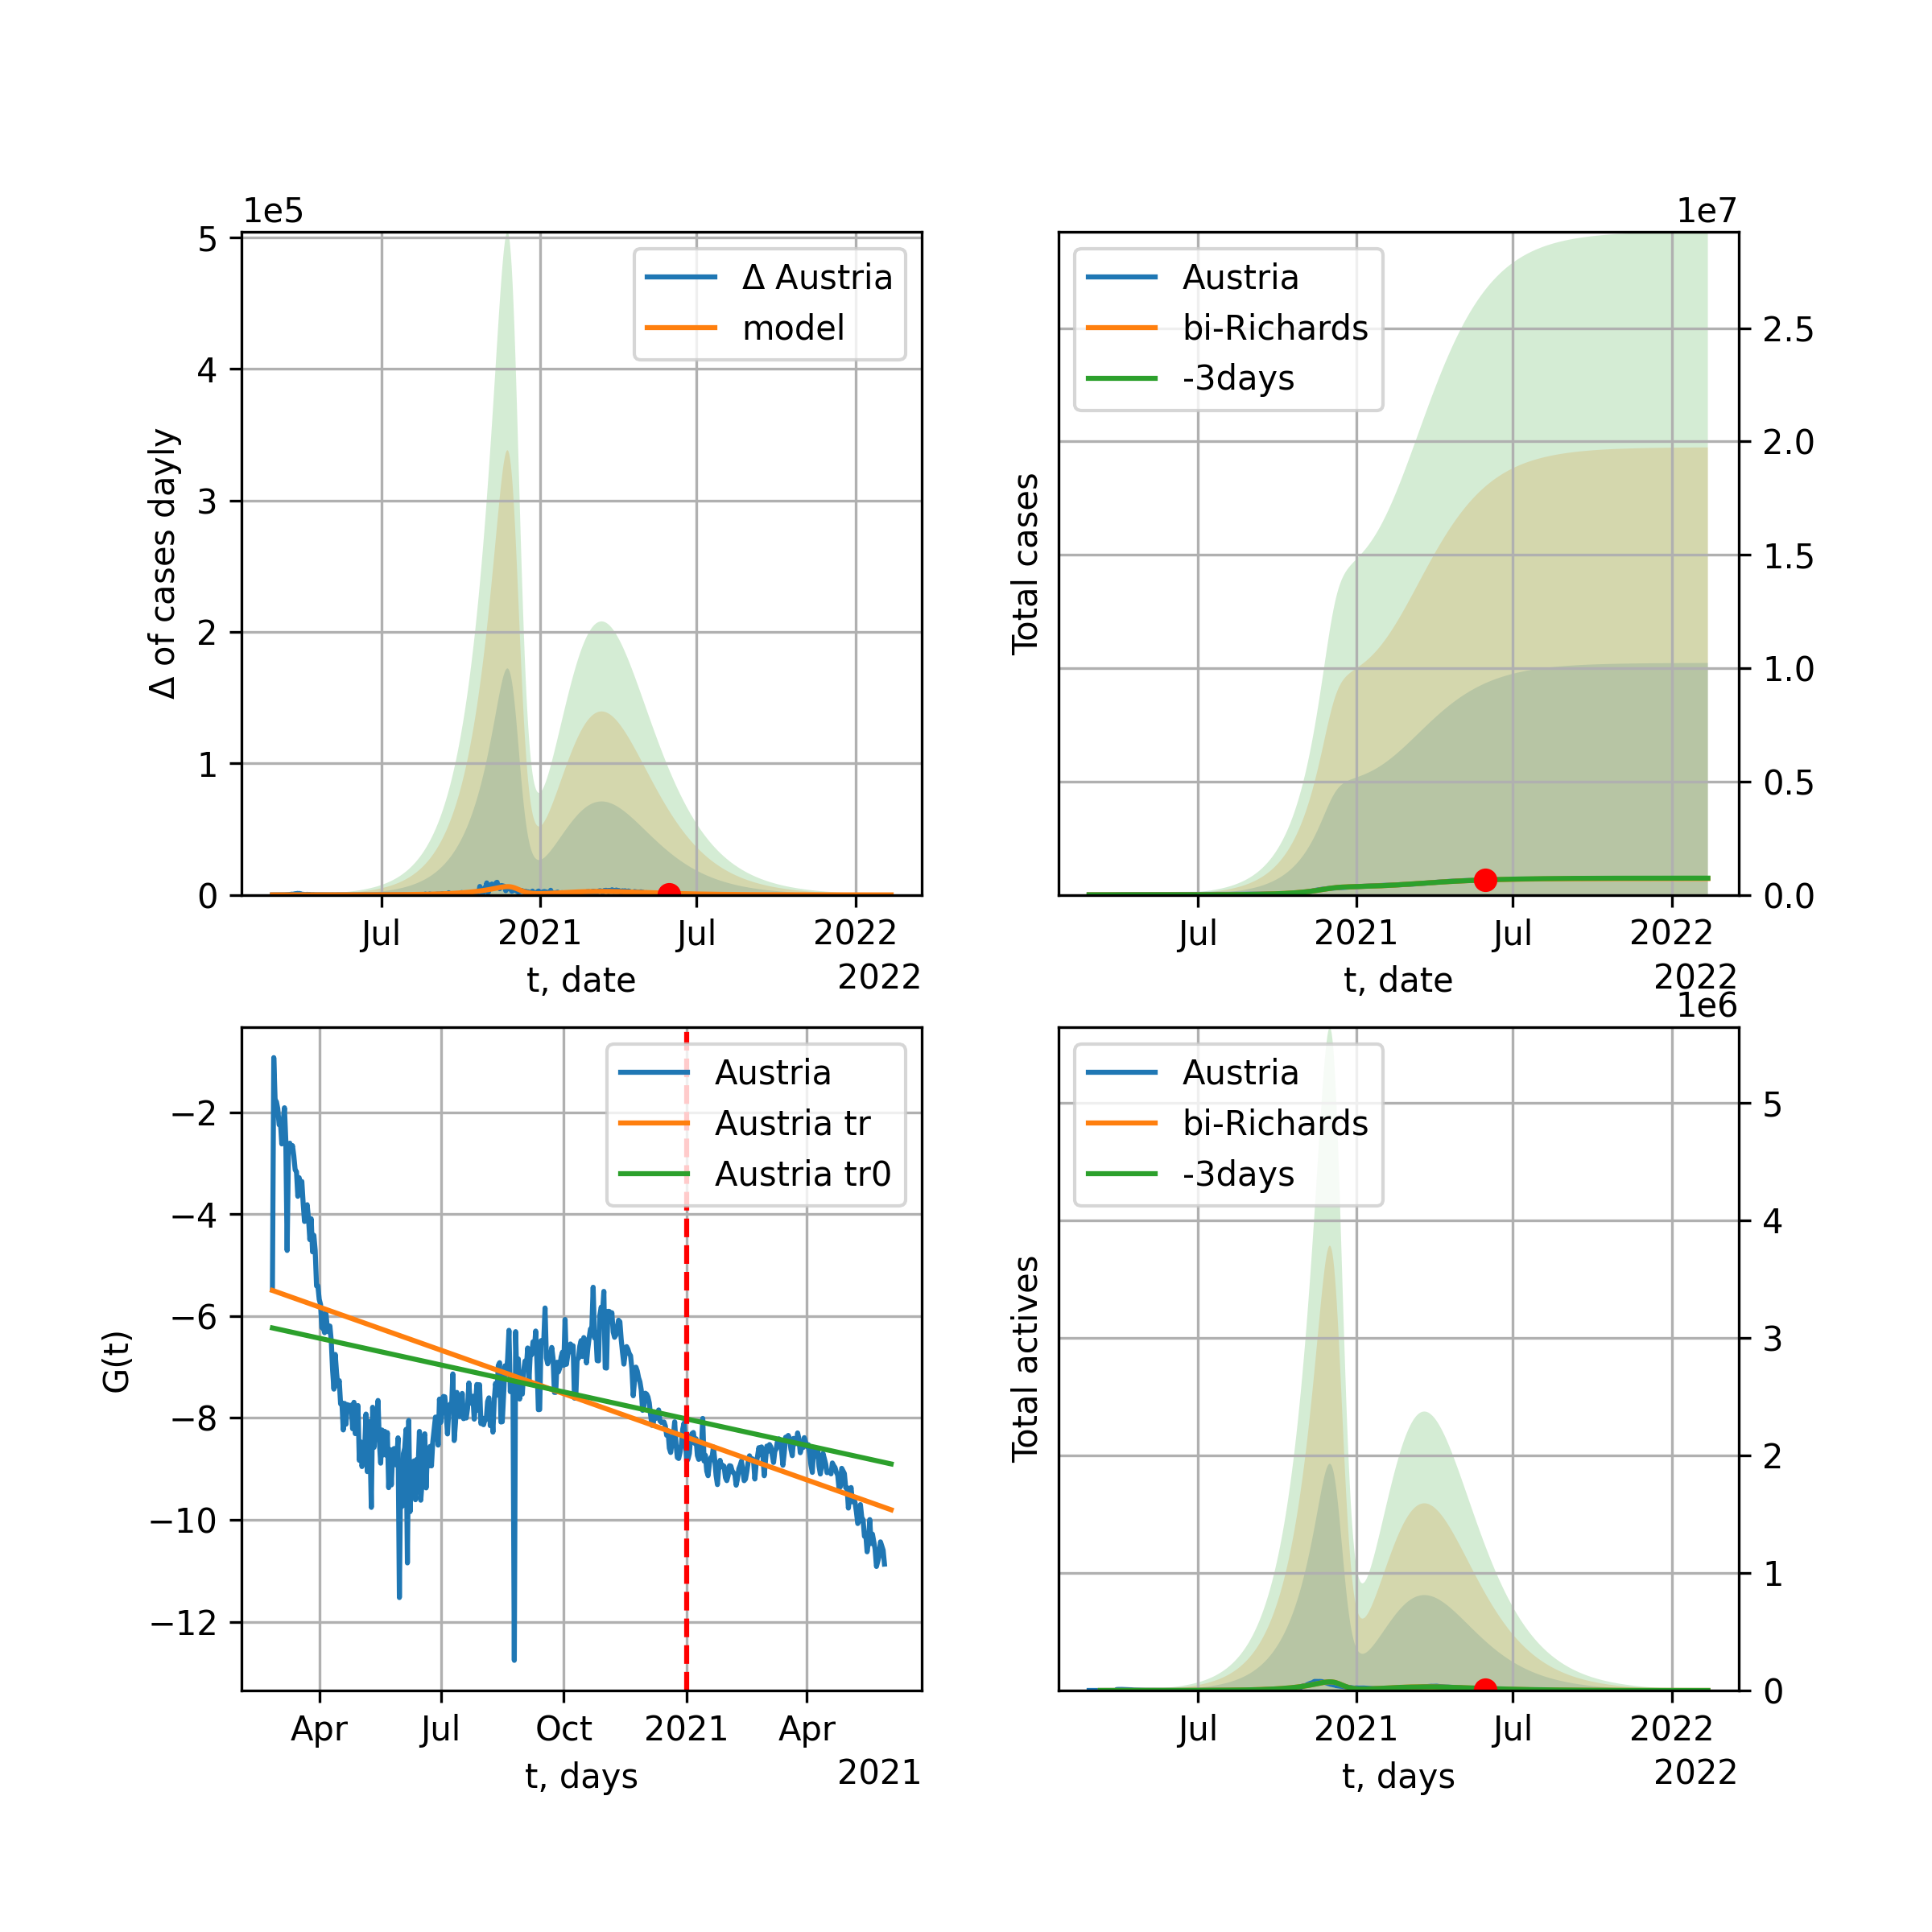 1e5
5
4
3
2
1
0
Δ of cases dayly
Δ Austria
model
Jul
2021
Jul
2022
t, date
2022
1e7
Austria
bi-Richards
-3days
Total cases
2.5
2.0
1.5
1.0
0.5
0.0
Jul
2021
Jul
2022
t, date
2022
−2
−4
−6
−8
−10
−12
G(t)
Austria
Austria tr
Austria tr0
Apr
Jul
Oct
2021
Apr
t, days
2021
1e6
Austria
bi-Richards
-3days
Total actives
5
4
3
2
1
0
Jul
2021
Jul
2022
t, days
2022